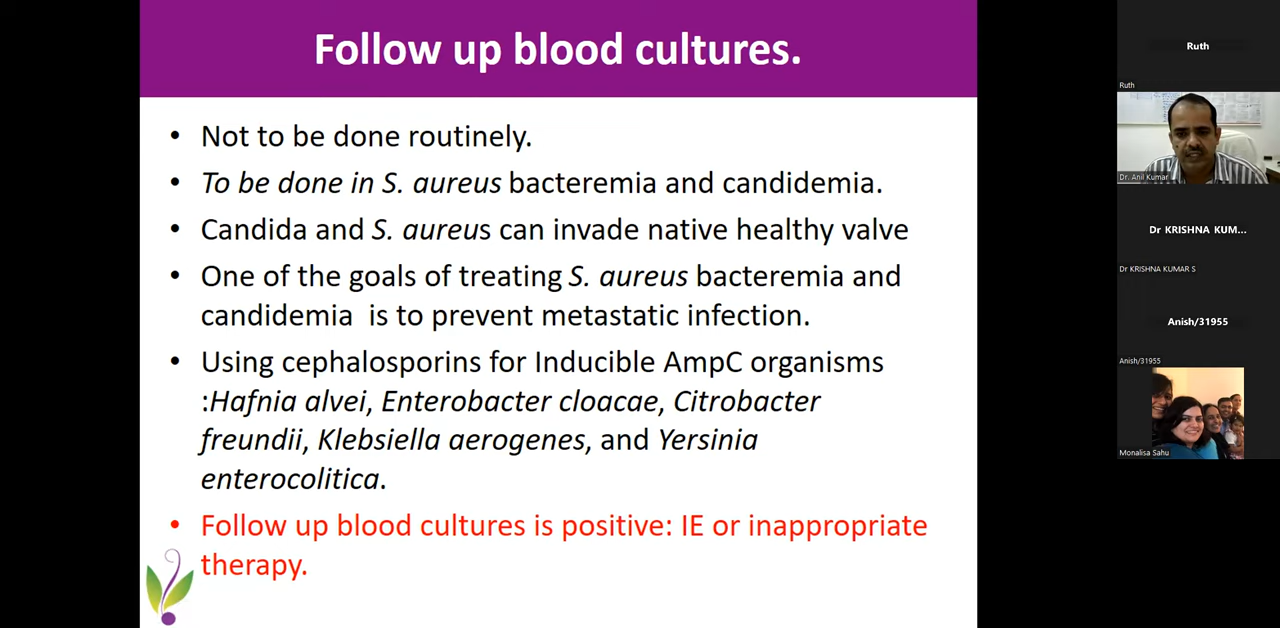 Follow up blood cultures.
• Not to be done routinely.
• To be done in S. aureus bacteremia and candidemia.
• Candida and S. aureus can invade native healthy valve
• One of the goals of treating S. aureus bacteremia and
candidemia is to prevent metastatic infection.
• Using cephalosporins for Inducible AmpC organisms
:Hafnia alvei, Enterobacter cloacae, Citrobacter
freundii, Klebsiella aerogenes, and Yersinia
enterocolitica.
• Follow up blood cultures is positive: IE or inappropriate
therapy.
Ruth
Ruth
Dr. Anil Kumar
Dr KRISHNA KUM...
Dr KRISHNA KUMAR S
Anish/31955
Anish/31955
Monalisa Sahu